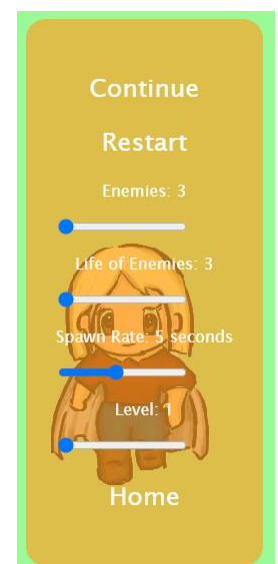 Continue
Restart
Enemies: 3
Life of Enemies: 3
Spawn Rate: 5 seconds
Level: 1
Home